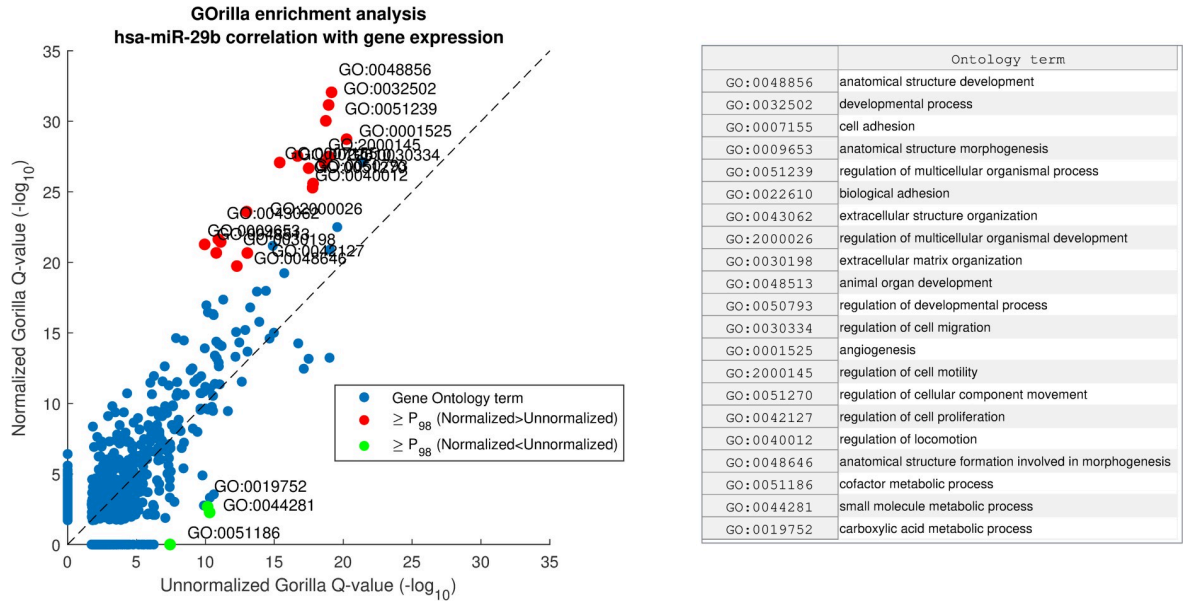 GOrilla enrichment analysis
hsa-miR-29b correlation with gene expression
Normalized Gorilla Q-value (-log10)
35
30
25
20
15
10
5
0
GO:0048856
GO:0032502
GO:0051239
GO:0001525
GO:2000145
GO:0030334
GO:0040012
GO:2000026
GO:0043062
GO:0009653
GO:0030198
GO:0042127
GO:0048646
Gene Ontology term
≥ P98 (Normalized>Unnormalized)
≥ P98 (Normalized<Unnormalized)
GO:0019752
GO:0044281
GO:0051186
0 5 10 15 20 25 30 35
Unnormalized Gorilla Q-value (-log10)
Ontology term
GO:0048856 anatomical structure development
GO:0032502 developmental process
GO:0007155 cell adhesion
GO:0009653 anatomical structure morphogenesis
GO:0051239 regulation of multicellular organismal process
GO:0022610 biological adhesion
GO:0043062 extracellular structure organization
GO:2000026 regulation of multicellular organismal development
GO:0030198 extracellular matrix organization
GO:0048513 animal organ development
GO:0050793 regulation of developmental process
GO:0030334 regulation of cell migration
GO:0001525 angiogenesis
GO:2000145 regulation of cell motility
GO:0051270 regulation of cellular component movement
GO:0042127 regulation of cell proliferation
GO:0040012 regulation of locomotion
GO:0048646 anatomical structure formation involved in morphogenesis
GO:0051186 cofactor metabolic process
GO:0044281 small molecule metabolic process
GO:0019752 carboxylic acid metabolic process